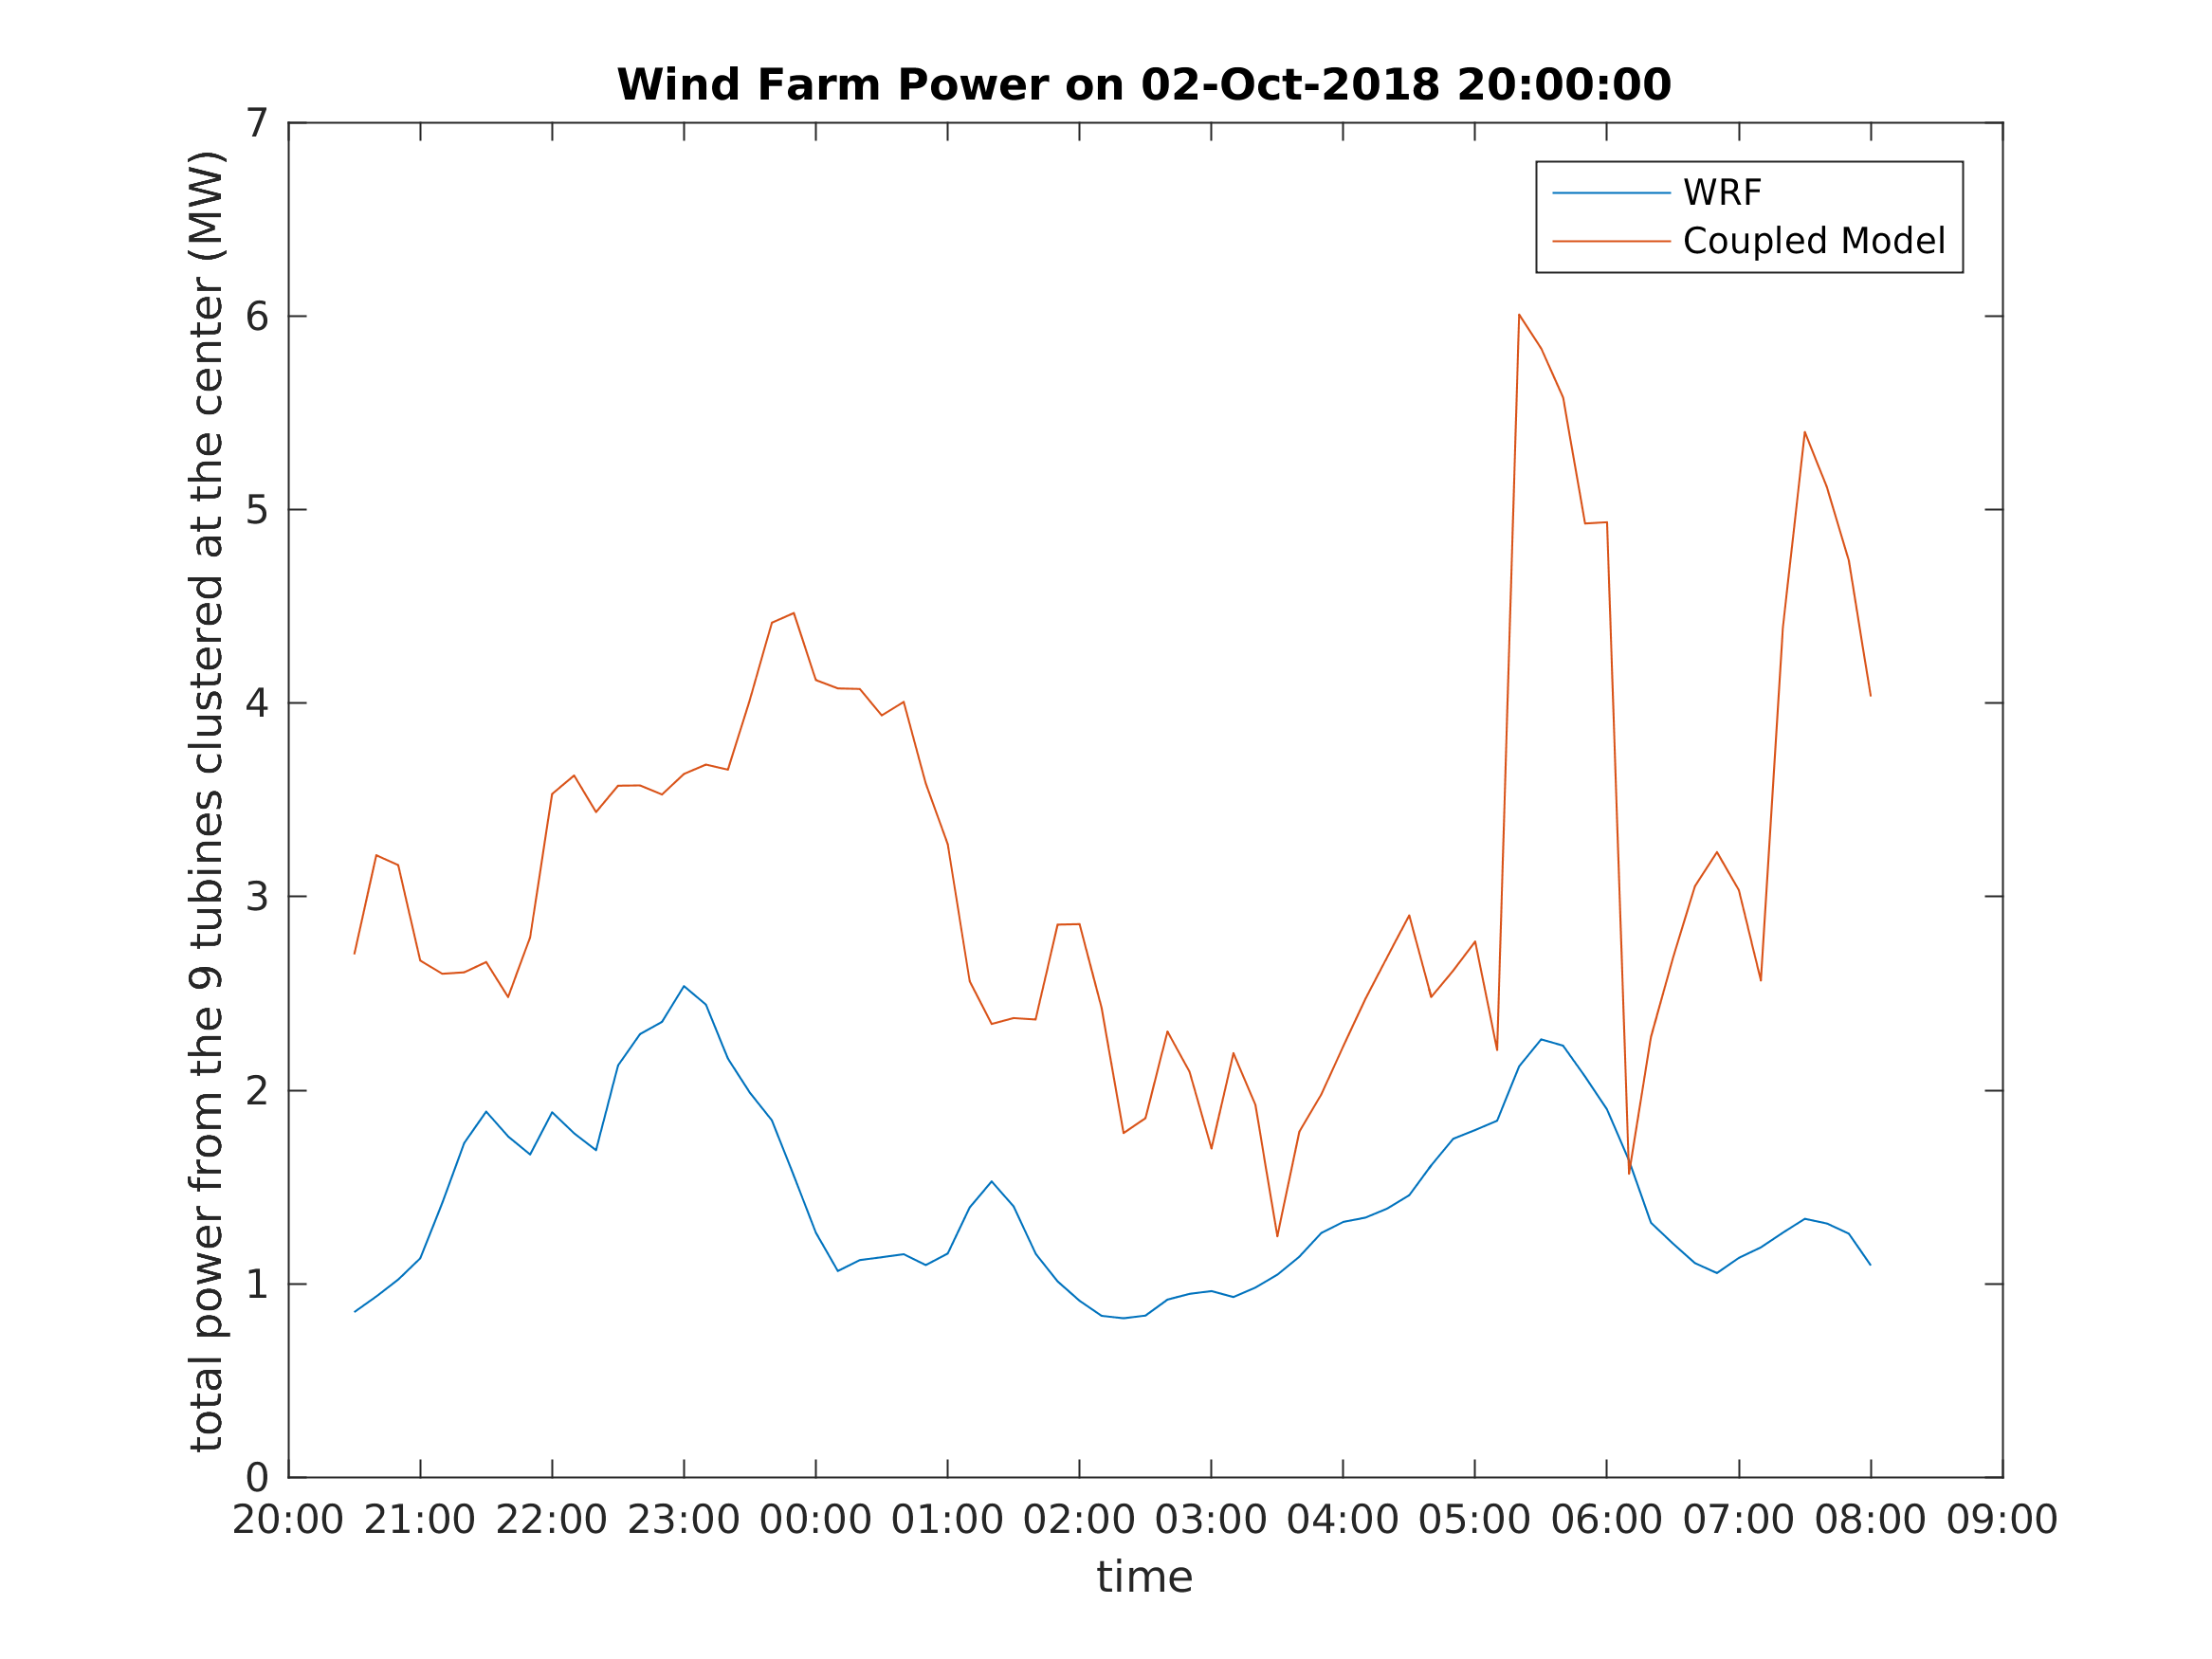 Wind Farm Power on 02-Oct-2018 20:00:00
total power from the 9 tubines clustered at the center (MW)
7
6
5
4
3
2
1
0
WRF
Coupled Model
20:00 21:00 22:00 23:00 00:00 01:00 02:00 03:00 04:00 05:00 06:00 07:00 08:00 09:00
time